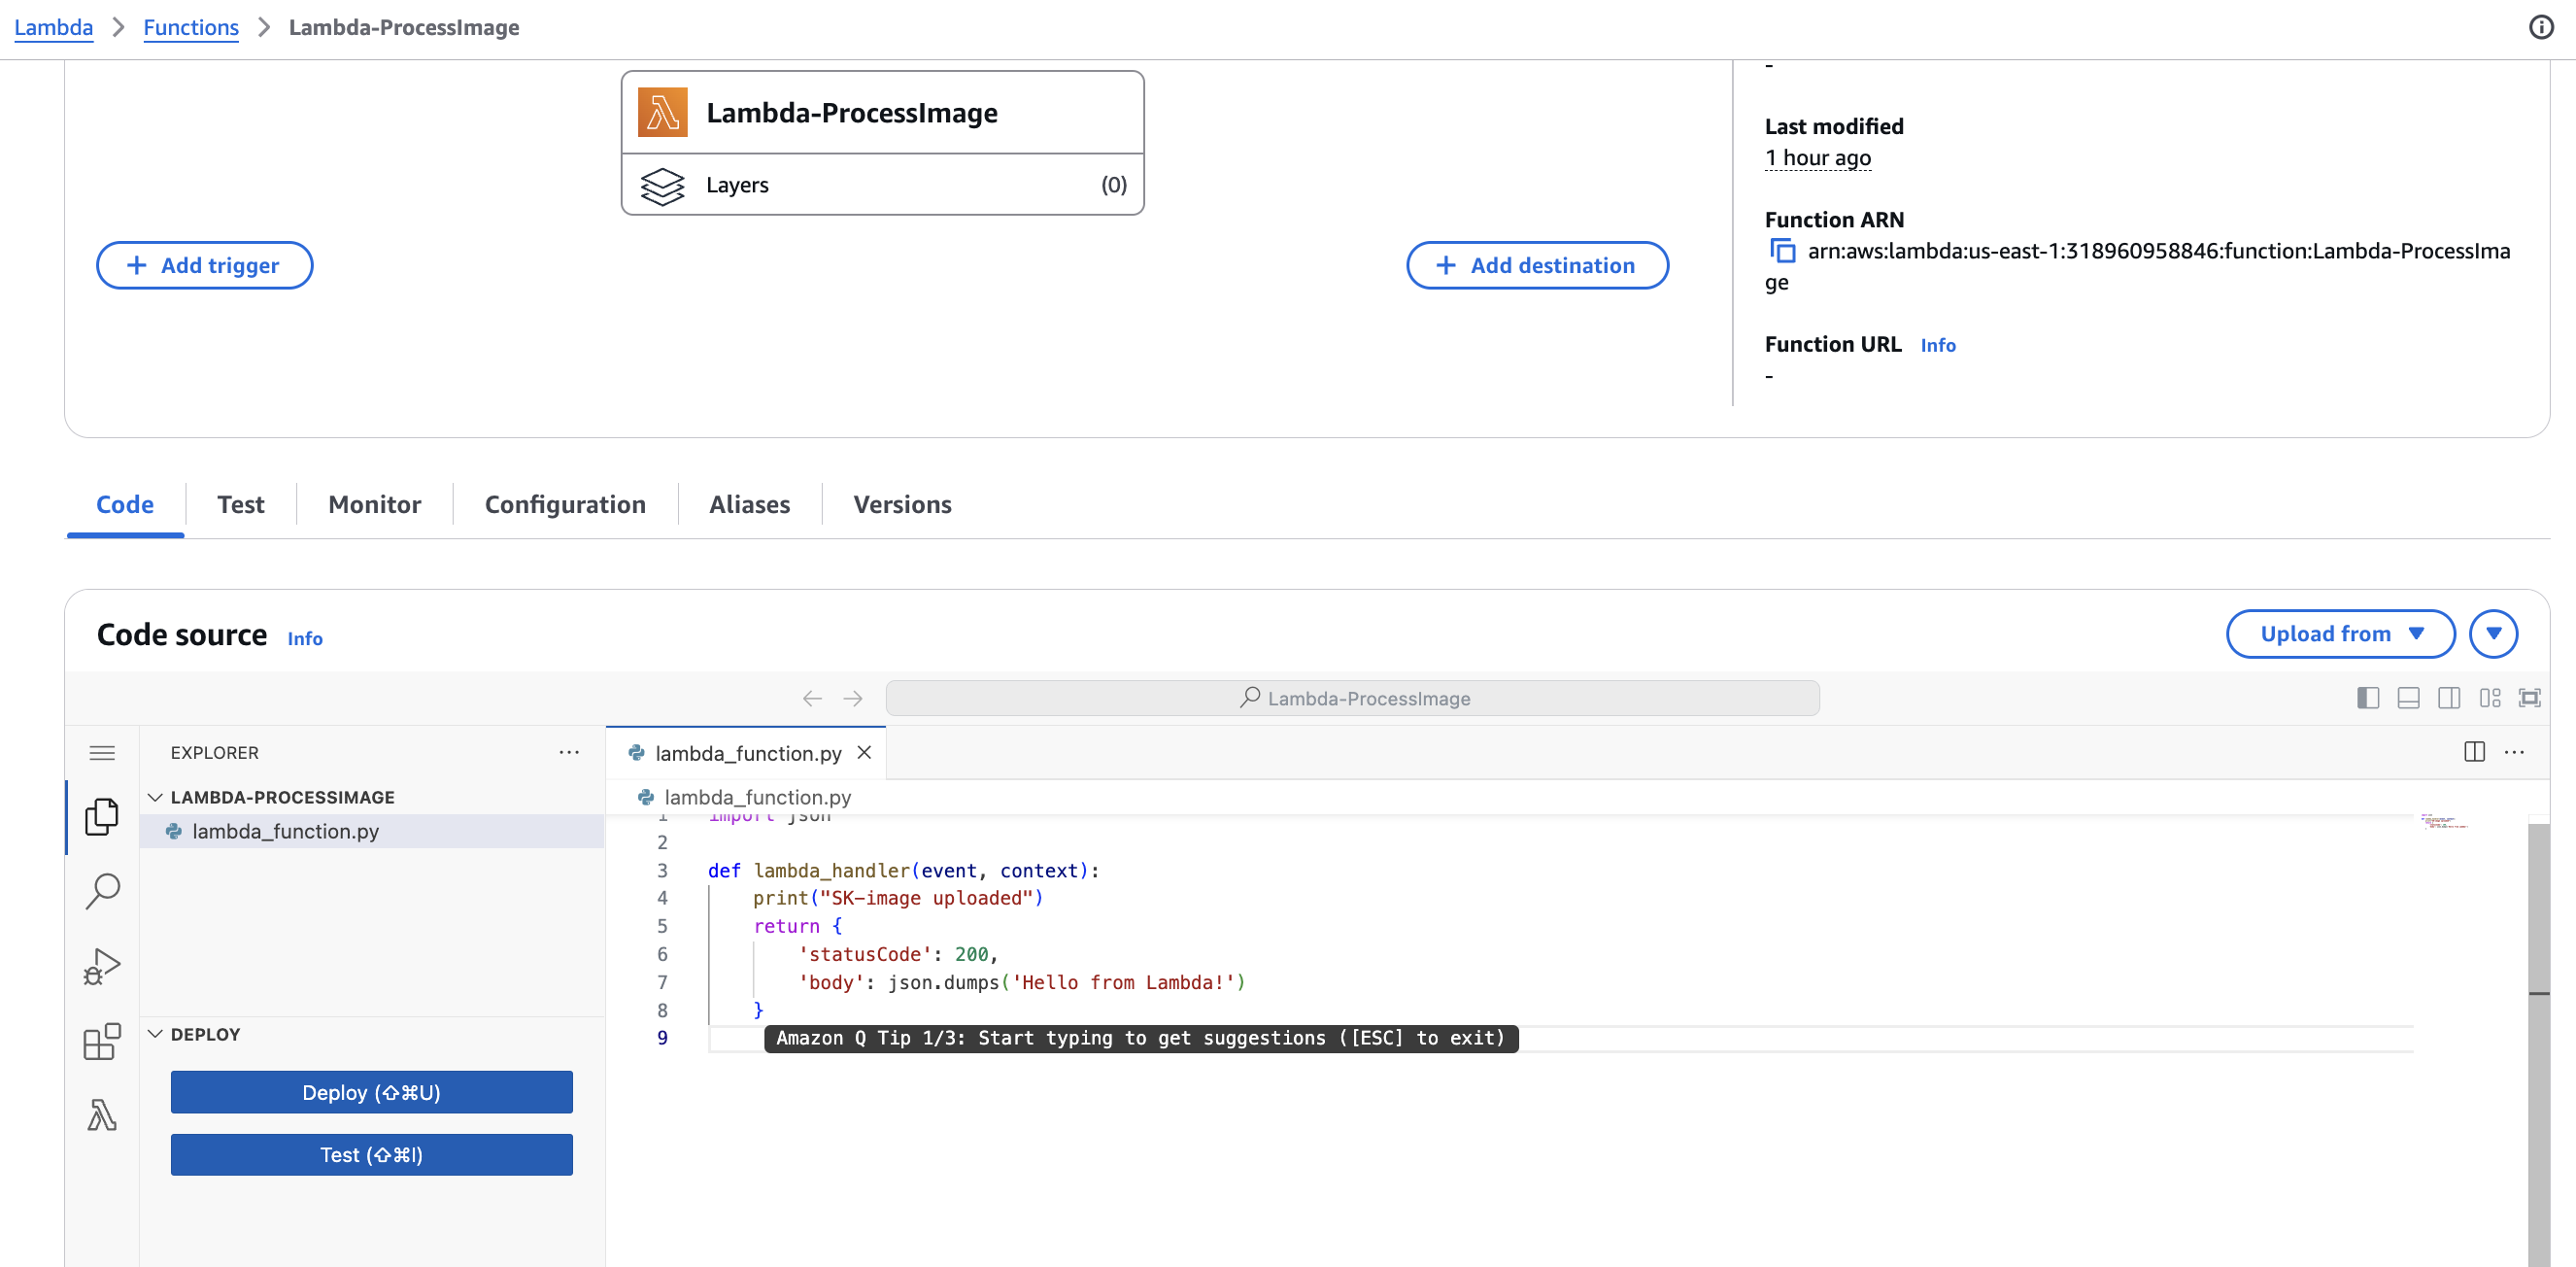 Lambda > Functions > Lambda-ProcessImage
Lambda-ProcessImage
Layers (0)
+ Add trigger
+ Add destination
-
Last modified
1 hour ago
Function ARN
arn:aws:lambda:us-east-1:318960958846:function:Lambda-ProcessIma
ge
Function URL Info
-
Code Test Monitor Configuration Aliases Versions
Code source Info
Upload from
Lambda-ProcessImage
EXPLORER ...
LAMBDA-PROCESSIMAGE
lambda_function.py
DEPLOY
Deploy (⇧⌘U)
Test (⇧⌘I)
lambda_function.py
lambda_function.py
1 import json
2
3 def lambda_handler(event, context):
4     print("SK-image uploaded")
5     return {
6         'statusCode': 200,
7         'body': json.dumps('Hello from Lambda!')
8     }
9     Amazon Q Tip 1/3: Start typing to get suggestions ([ESC] to exit)